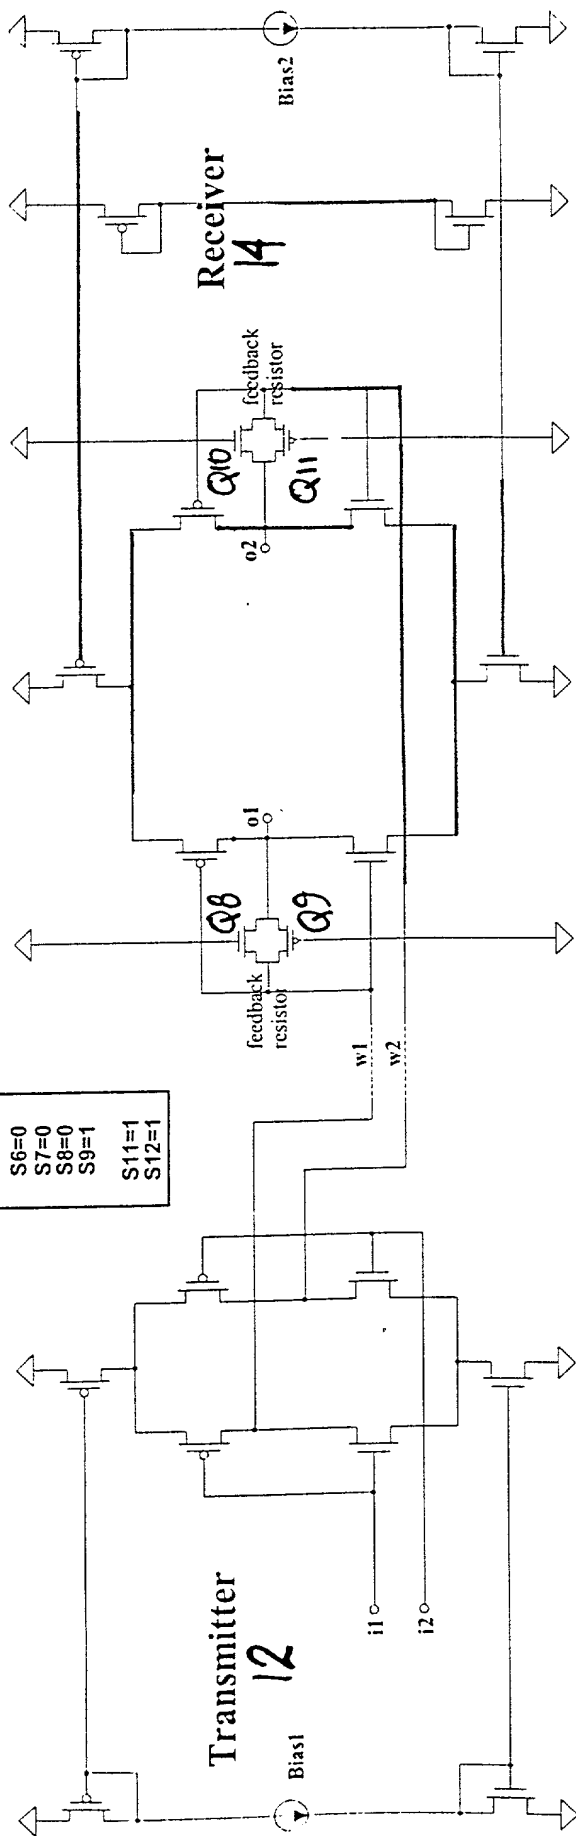 S6=0
S7=0
S8=0
S9=1
S11=1
S12=1
Transmitter
12
Bias1
i1
i2
w1
w2
feedback
resistor
Q8
Q9
o1
o2
Q10
Q11
feedback
resistor
Receiver
14
Bias2